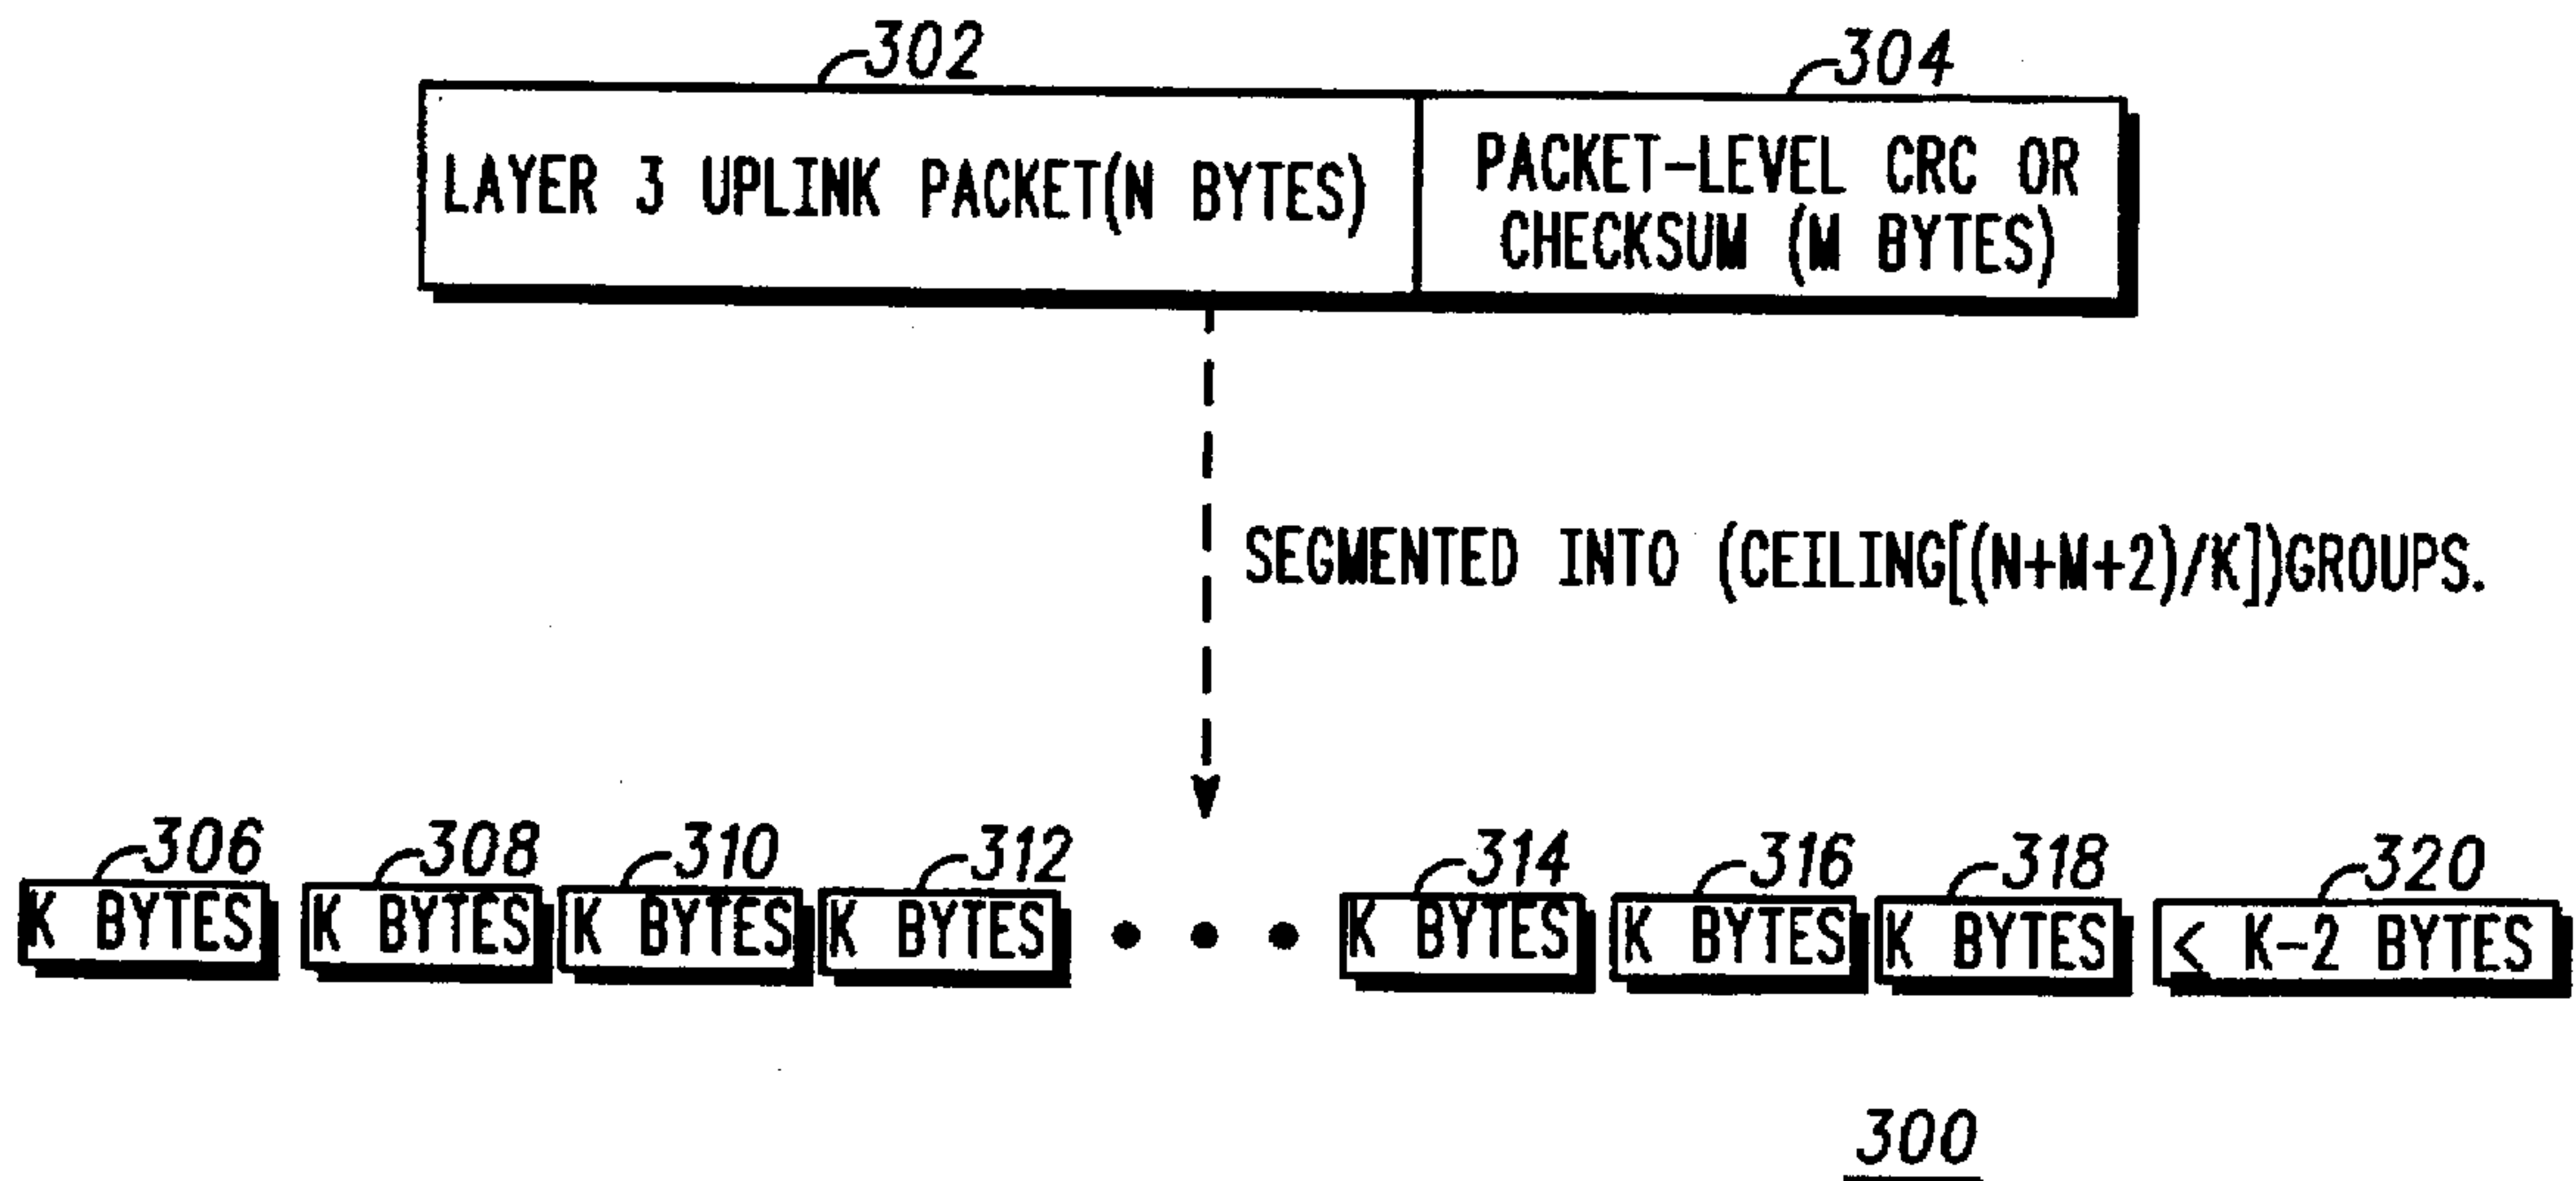 302
304
LAYER 3 UPLINK PACKET(N BYTES)
PACKET-LEVEL CRC OR
CHECKSUM (M BYTES)
SEGMENTED INTO (CEILING[(N+M+2)/K])GROUPS.
306
308
310
312
314
316
318
320
K BYTES
K BYTES
K BYTES
K BYTES
K BYTES
K BYTES
K BYTES
≤ K-2 BYTES
300